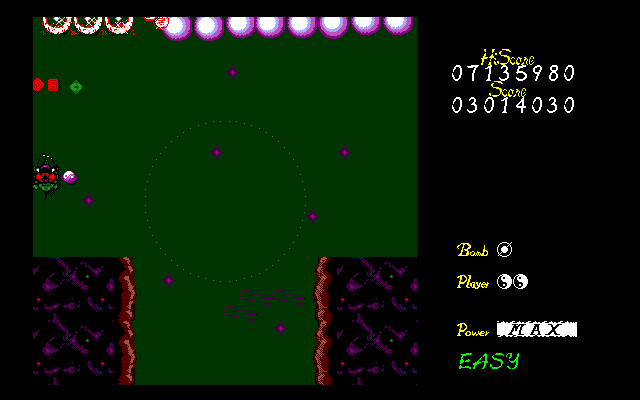 HiScore
07135980
Score
03014030
Bomb
Player
Power MAX
EASY